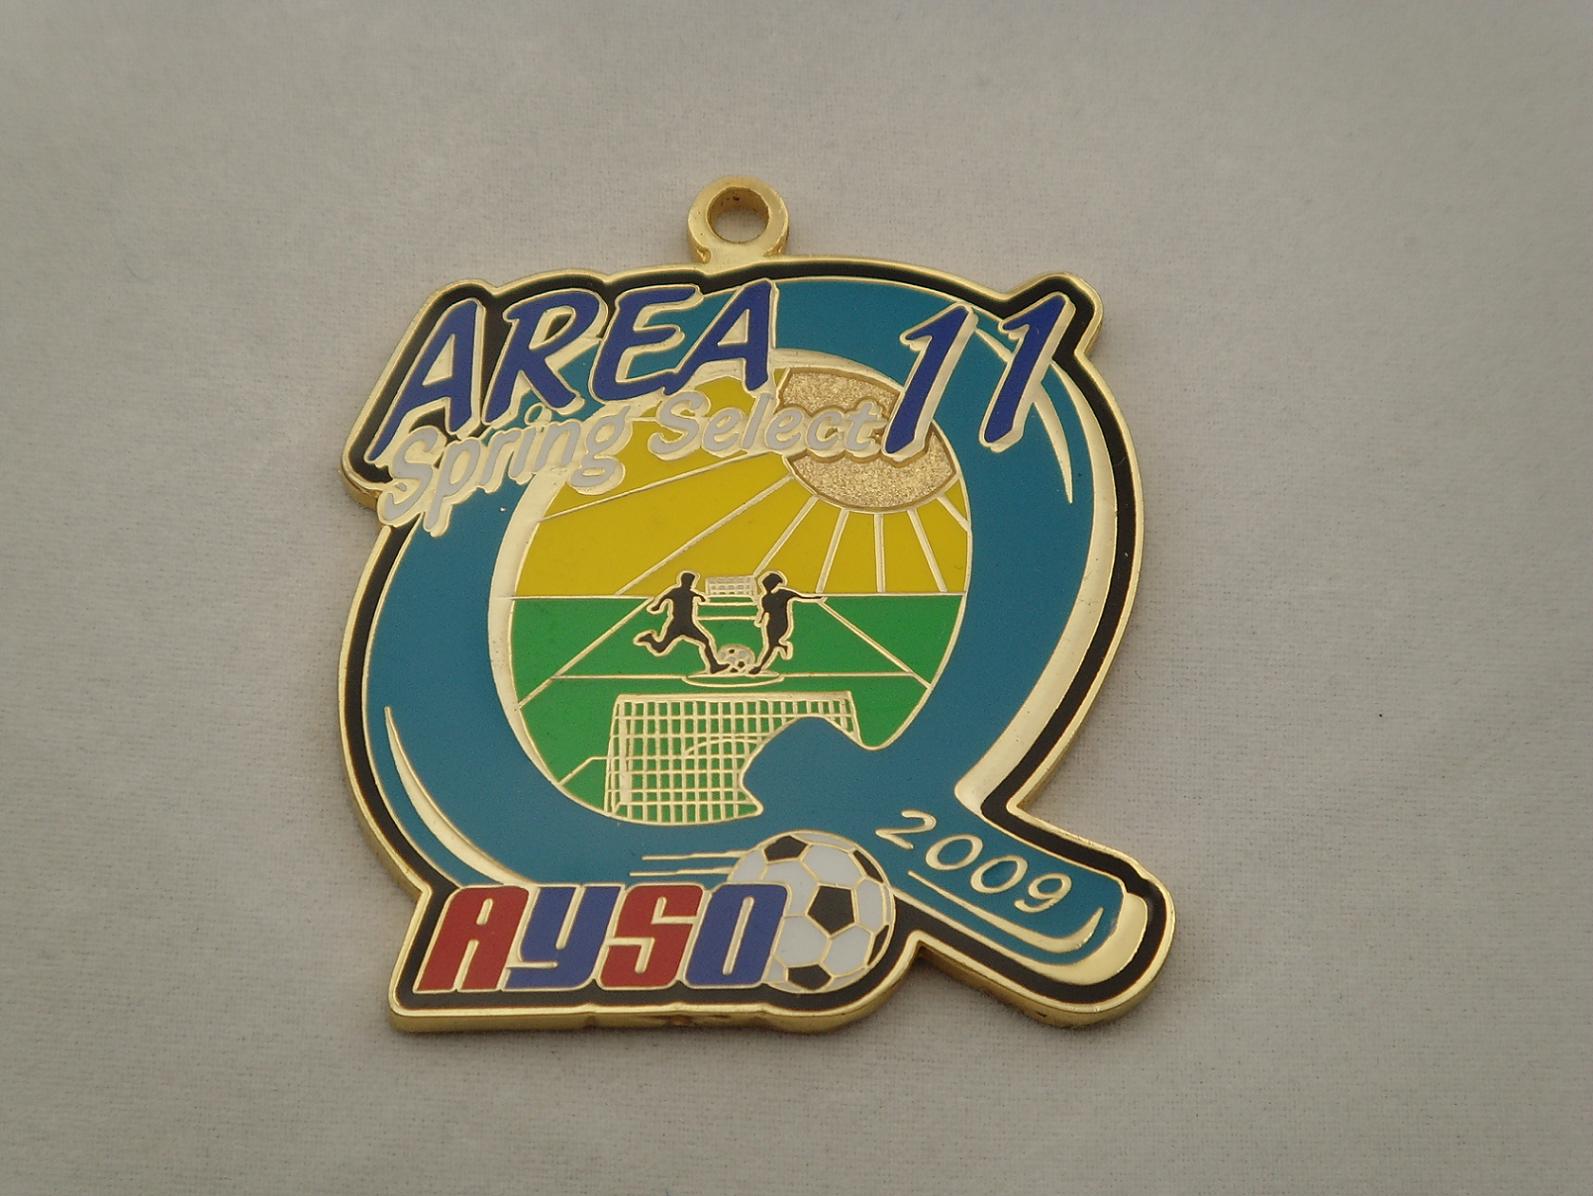 AREA 11
Spring Select
Q
2009
AYSO